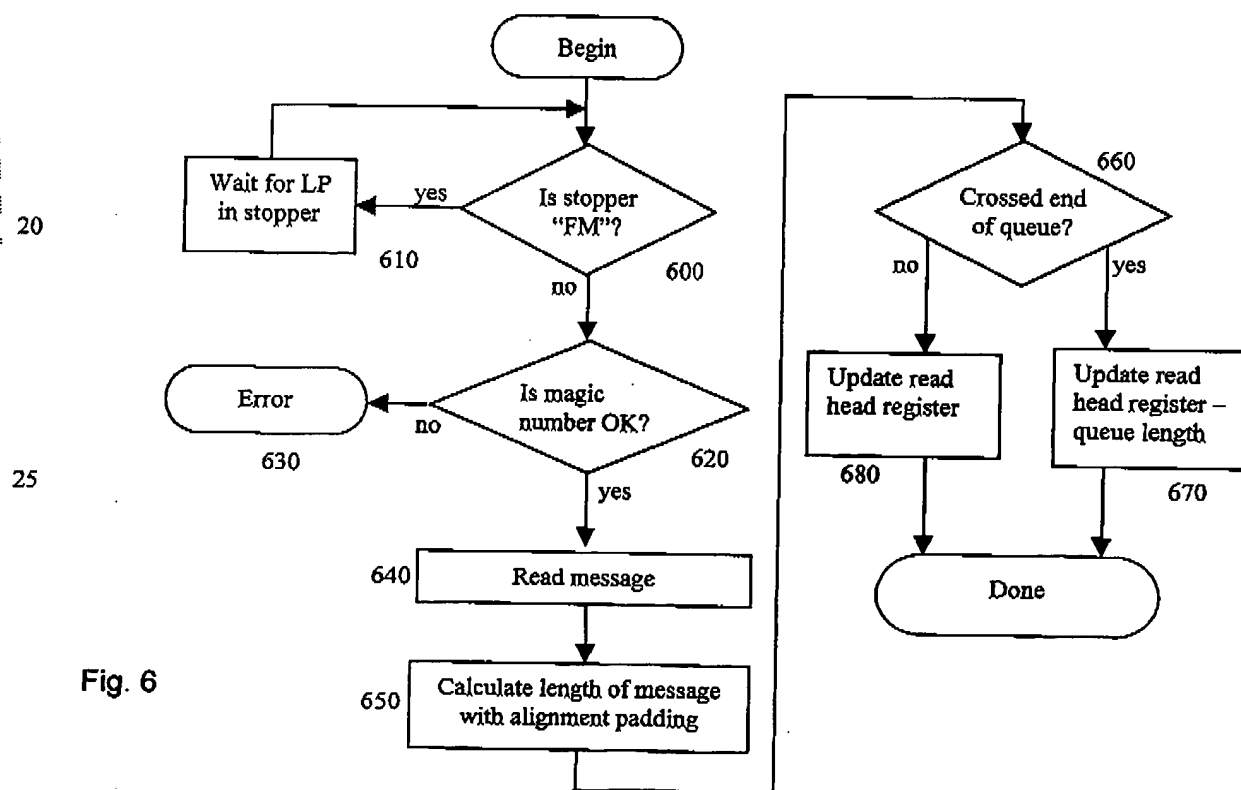 Begin
Wait for LP
in stopper
yes
Is stopper
"FM"?
610
600
no
20
Error
no
Is magic
number OK?
630
620
yes
25
640
Read message
650
Calculate length of message
with alignment padding
Fig. 6
660
Crossed end
of queue?
no
yes
Update read
head register
Update read
head register –
queue length
680
670
Done